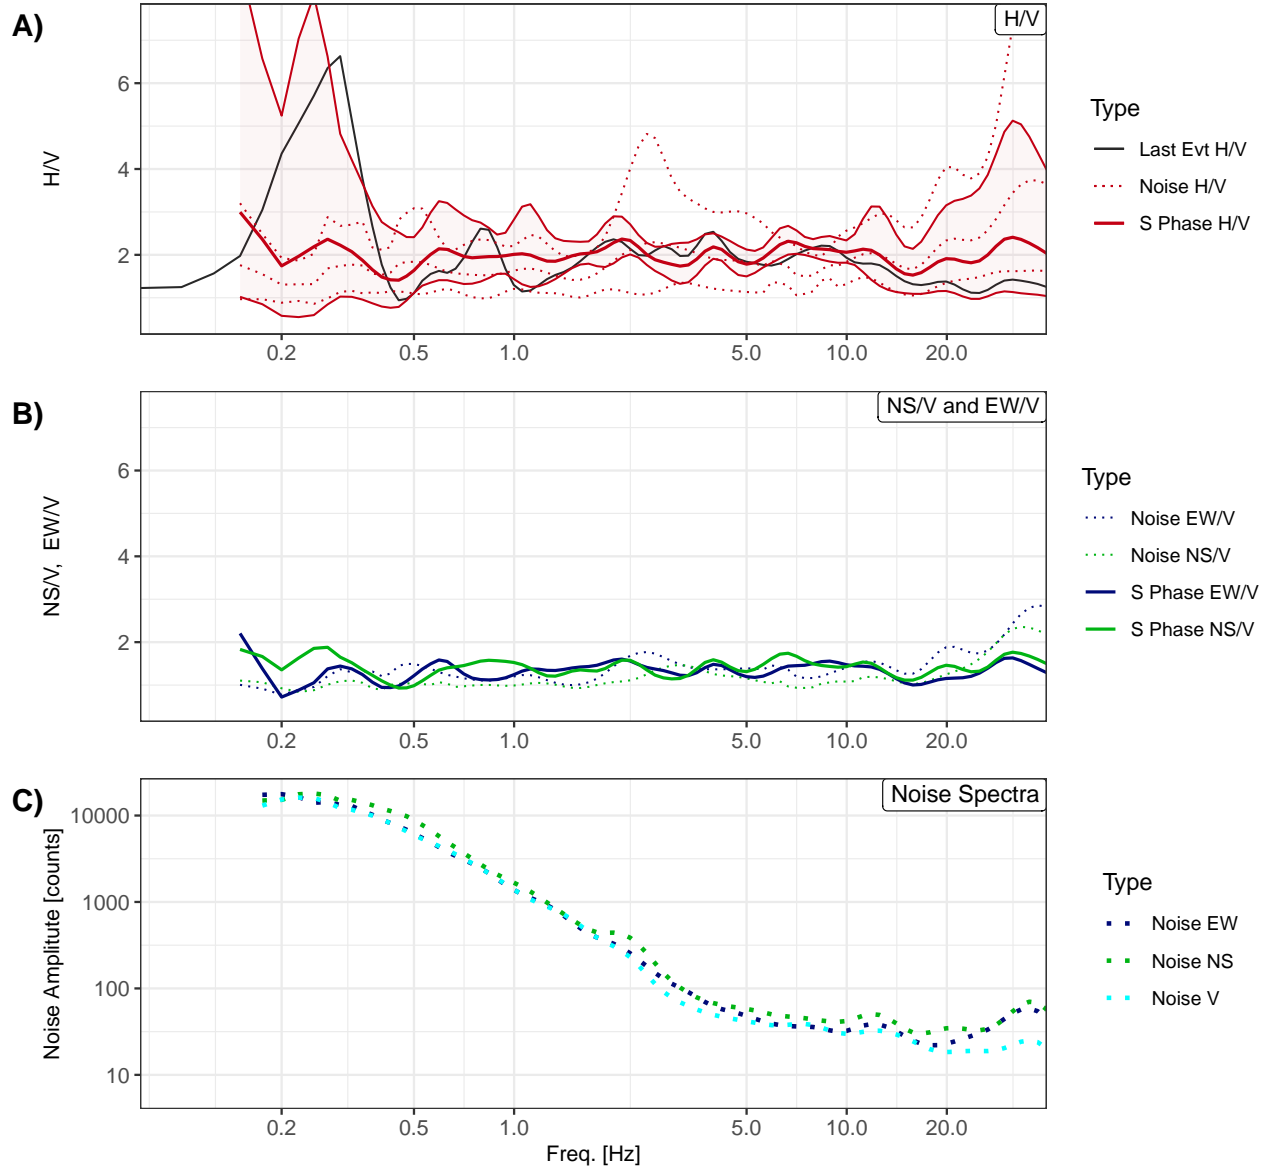 A)
H/V
H/V
6
4
2
0.2 0.5 1.0 5.0 10.0 20.0
Type
Last Evt H/V
Noise H/V
S Phase H/V
B)
NS/V and EW/V
NS/V, EW/V
6
4
2
0.2 0.5 1.0 5.0 10.0 20.0
Type
Noise EW/V
Noise NS/V
S Phase EW/V
S Phase NS/V
C)
Noise Spectra
Noise Amplitute [counts]
10000
1000
100
10
0.2 0.5 1.0 5.0 10.0 20.0
Freq. [Hz]
Type
Noise EW
Noise NS
Noise V